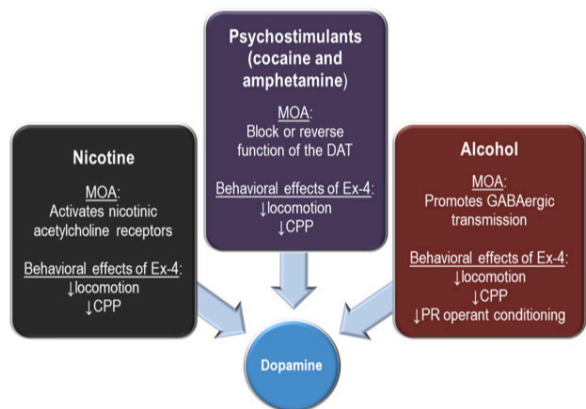 Psychostimulants
(cocaine and
amphetamine)
MOA:
Block or reverse
function of the DAT
Behavioral effects of Ex-4:
↓locomotion
↓CPP
Nicotine
MOA:
Activates nicotinic
acetylcholine receptors
Behavioral effects of Ex-4:
↓locomotion
↓CPP
Alcohol
MOA:
Promotes GABAergic
transmission
Behavioral effects of Ex-4:
↓locomotion
↓CPP
↓PR operant conditioning
Dopamine